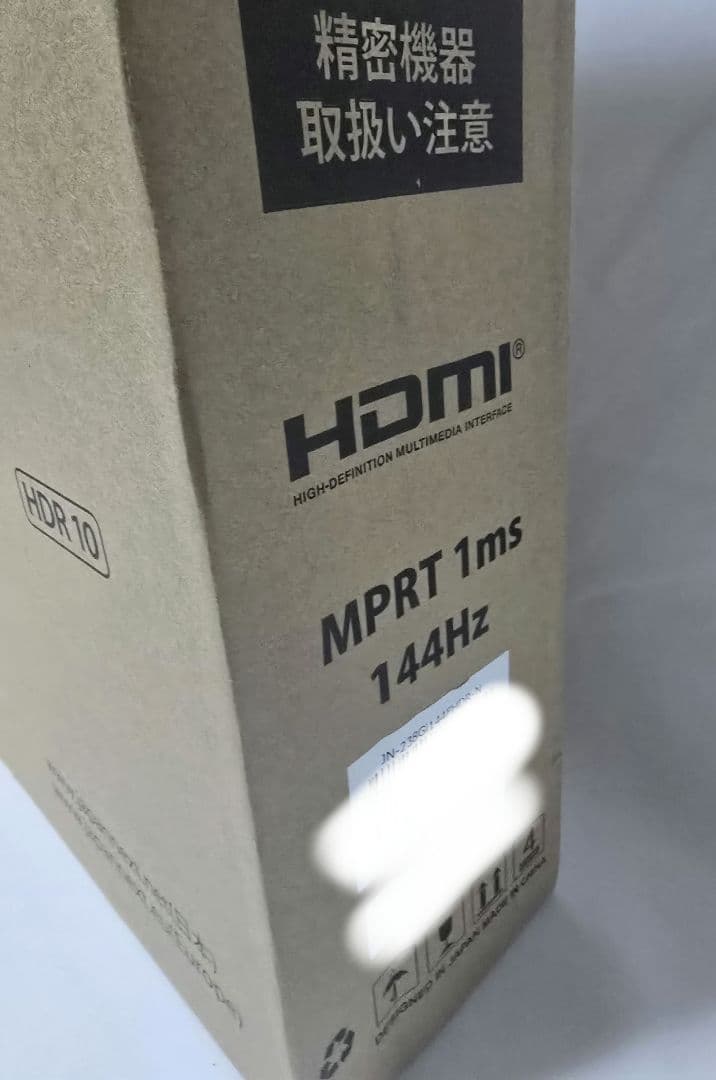 精密機器
取扱い注意
HDMI®
HIGH-DEFINITION MULTIMEDIA INTERFACE
HDR 10
MPRT 1ms
144Hz
4
DESIGNED IN JAPAN MADE IN CHINA